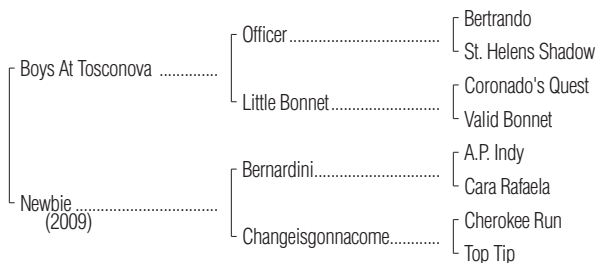 Bertrando
Officer........................................
St. Helens Shadow
Boys At Tosconova ...............
Coronado's Quest
Little Bonnet............................
Valid Bonnet
A.P. Indy
Bernardini................................
Cara Rafaela
Newbie .....................................
(2009)
Cherokee Run
Changeisgonnacome.............
Top Tip